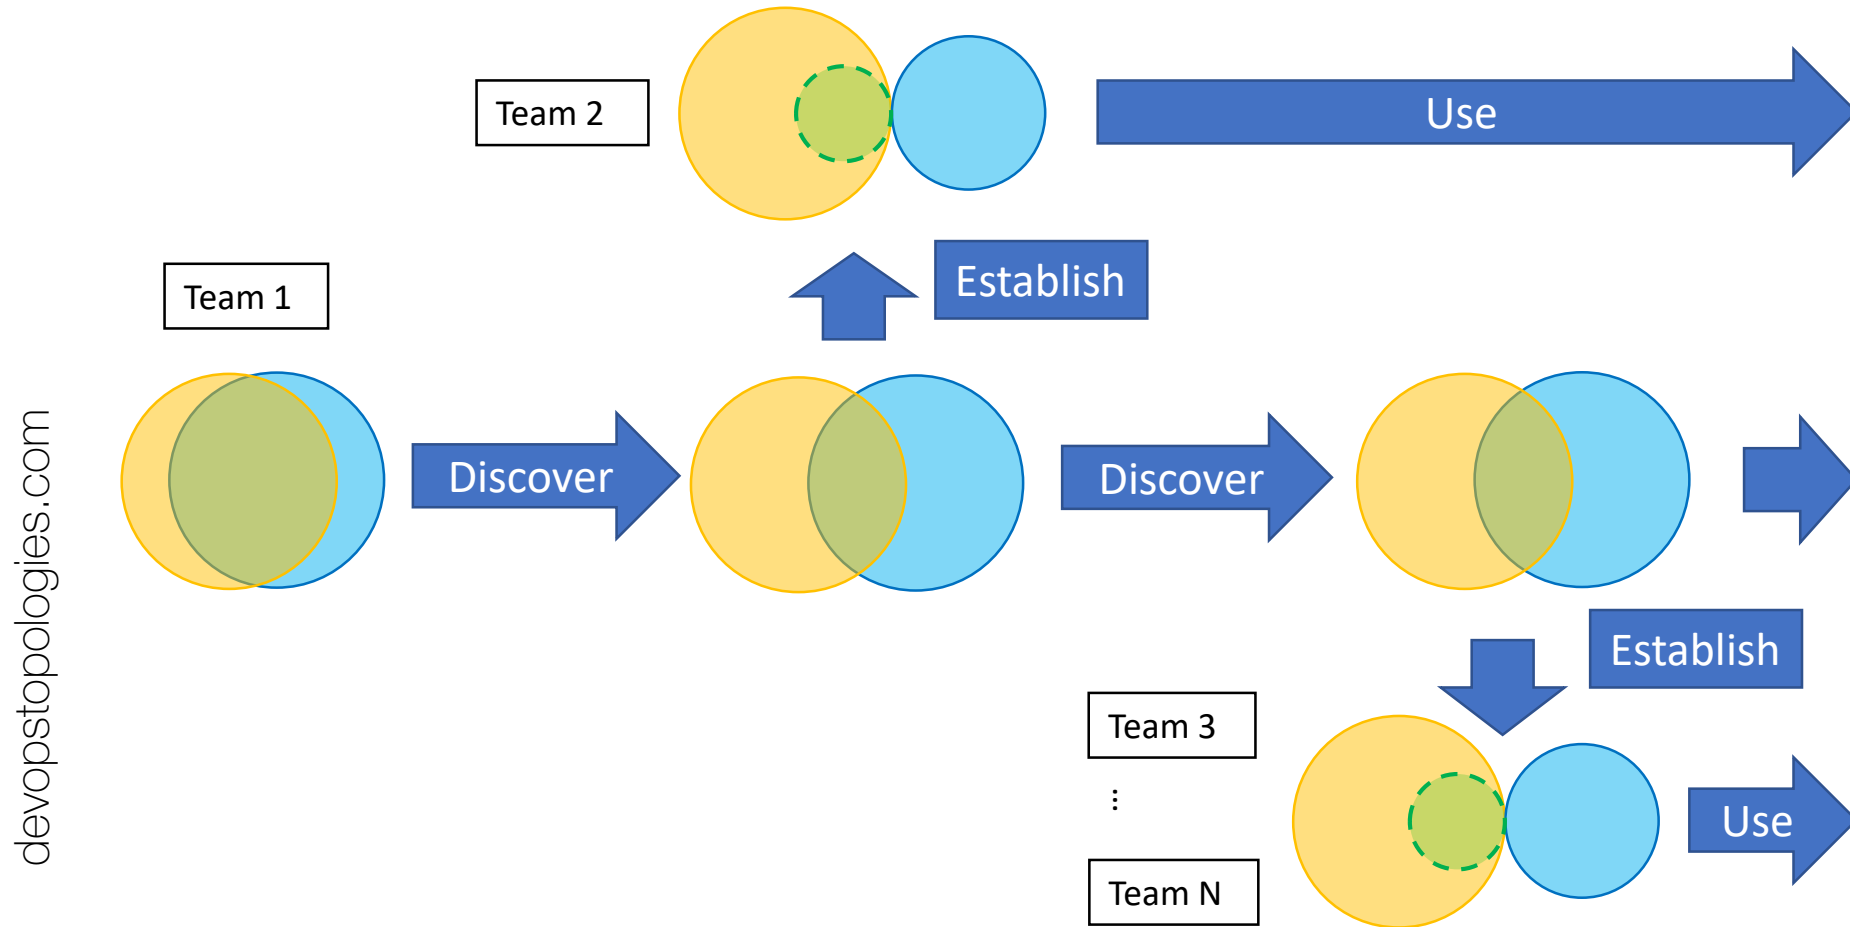 Team 2
Use
Establish
Team 1
Discover
Discover
Establish
Team 3
...
Team N
Use
devopstopologies.com